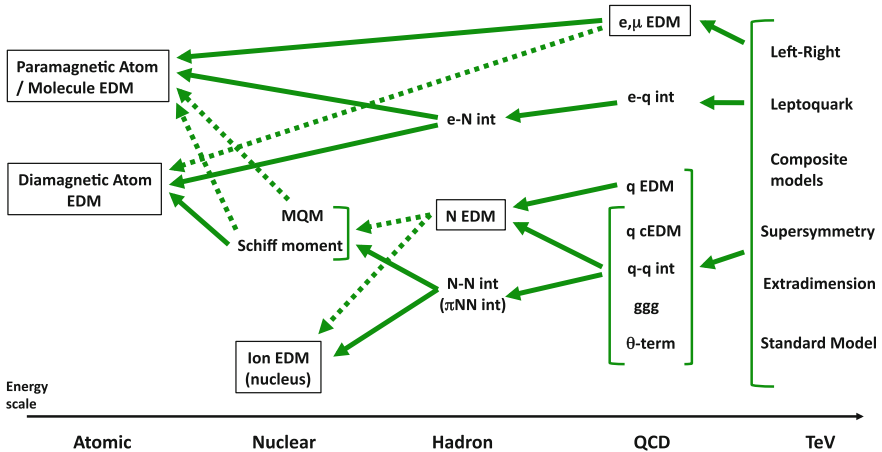 e,μ EDM
Left-Right
Paramagnetic Atom
/ Molecule EDM
e-q int
Leptoquark
e-N int
Composite
models
Diamagnetic Atom
EDM
q EDM
MQM
N EDM
q cEDM
Supersymmetry
Schiff moment
q-q int
N-N int
(πNN int)
Extradimension
ggg
θ-term
Standard Model
Ion EDM
(nucleus)
Energy
scale
Atomic
Nuclear
Hadron
QCD
TeV